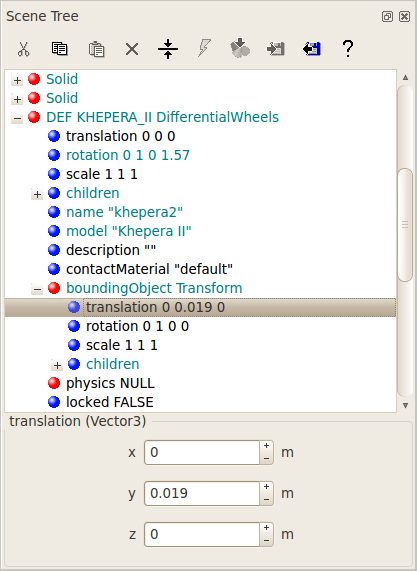 Scene Tree
Solid
Solid
DEF KHEPERA_II DifferentialWheels
translation 0 0 0
rotation 0 1 0 1.57
scale 1 1 1
children
name "khepera2"
model "Khepera II"
description ""
contactMaterial "default"
boundingObject Transform
translation 0 0.019 0
rotation 0 1 0 0
scale 1 1 1
children
physics NULL
locked FALSE
translation (Vector3)
x 0 m
y 0.019 m
z 0 m